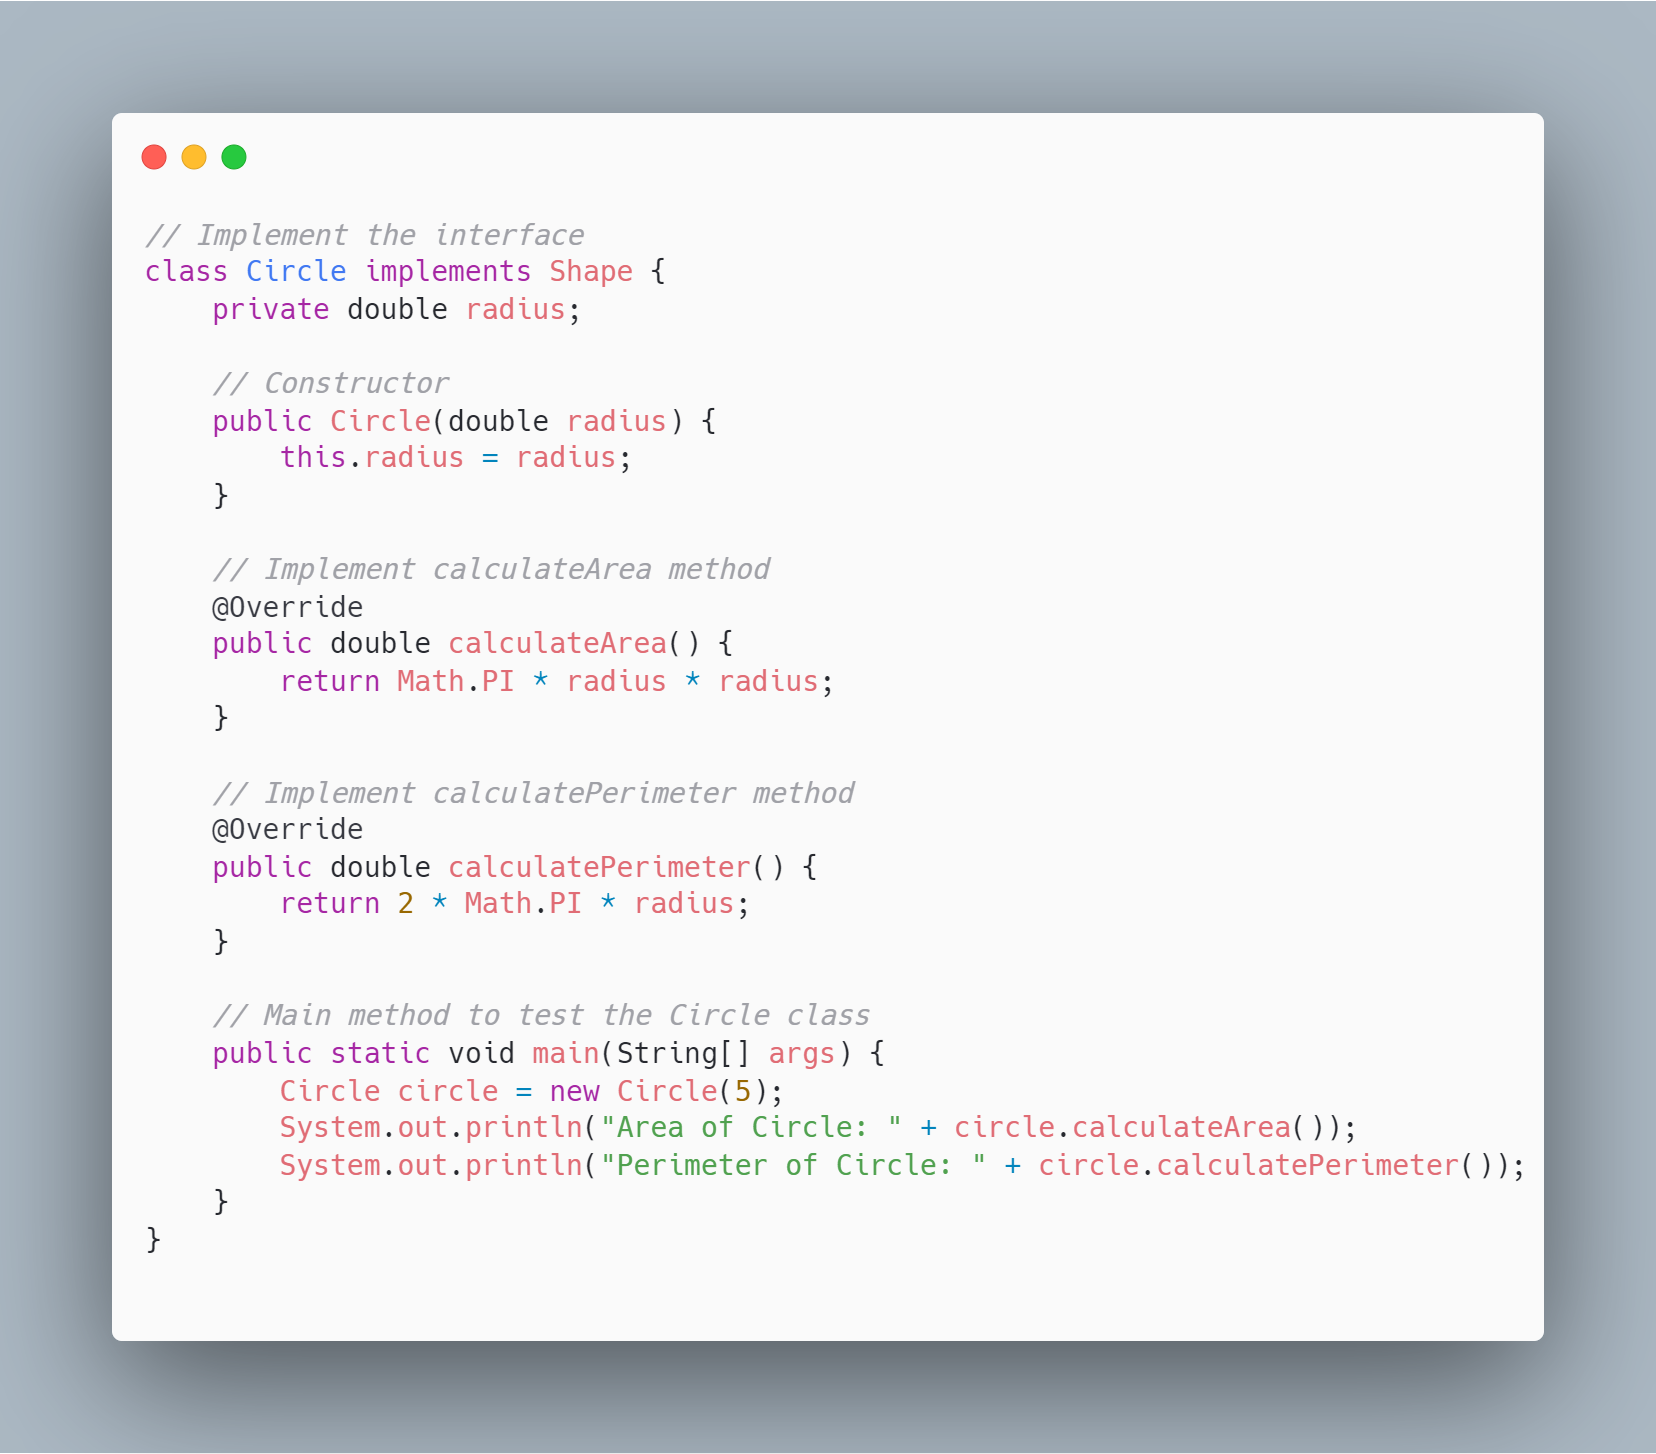 // Implement the interface
class Circle implements Shape {
    private double radius;

    // Constructor
    public Circle(double radius) {
        this.radius = radius;
    }

    // Implement calculateArea method
    @Override
    public double calculateArea() {
        return Math.PI * radius * radius;
    }

    // Implement calculatePerimeter method
    @Override
    public double calculatePerimeter() {
        return 2 * Math.PI * radius;
    }

    // Main method to test the Circle class
    public static void main(String[] args) {
        Circle circle = new Circle(5);
        System.out.println("Area of Circle: " + circle.calculateArea());
        System.out.println("Perimeter of Circle: " + circle.calculatePerimeter());
    }
}